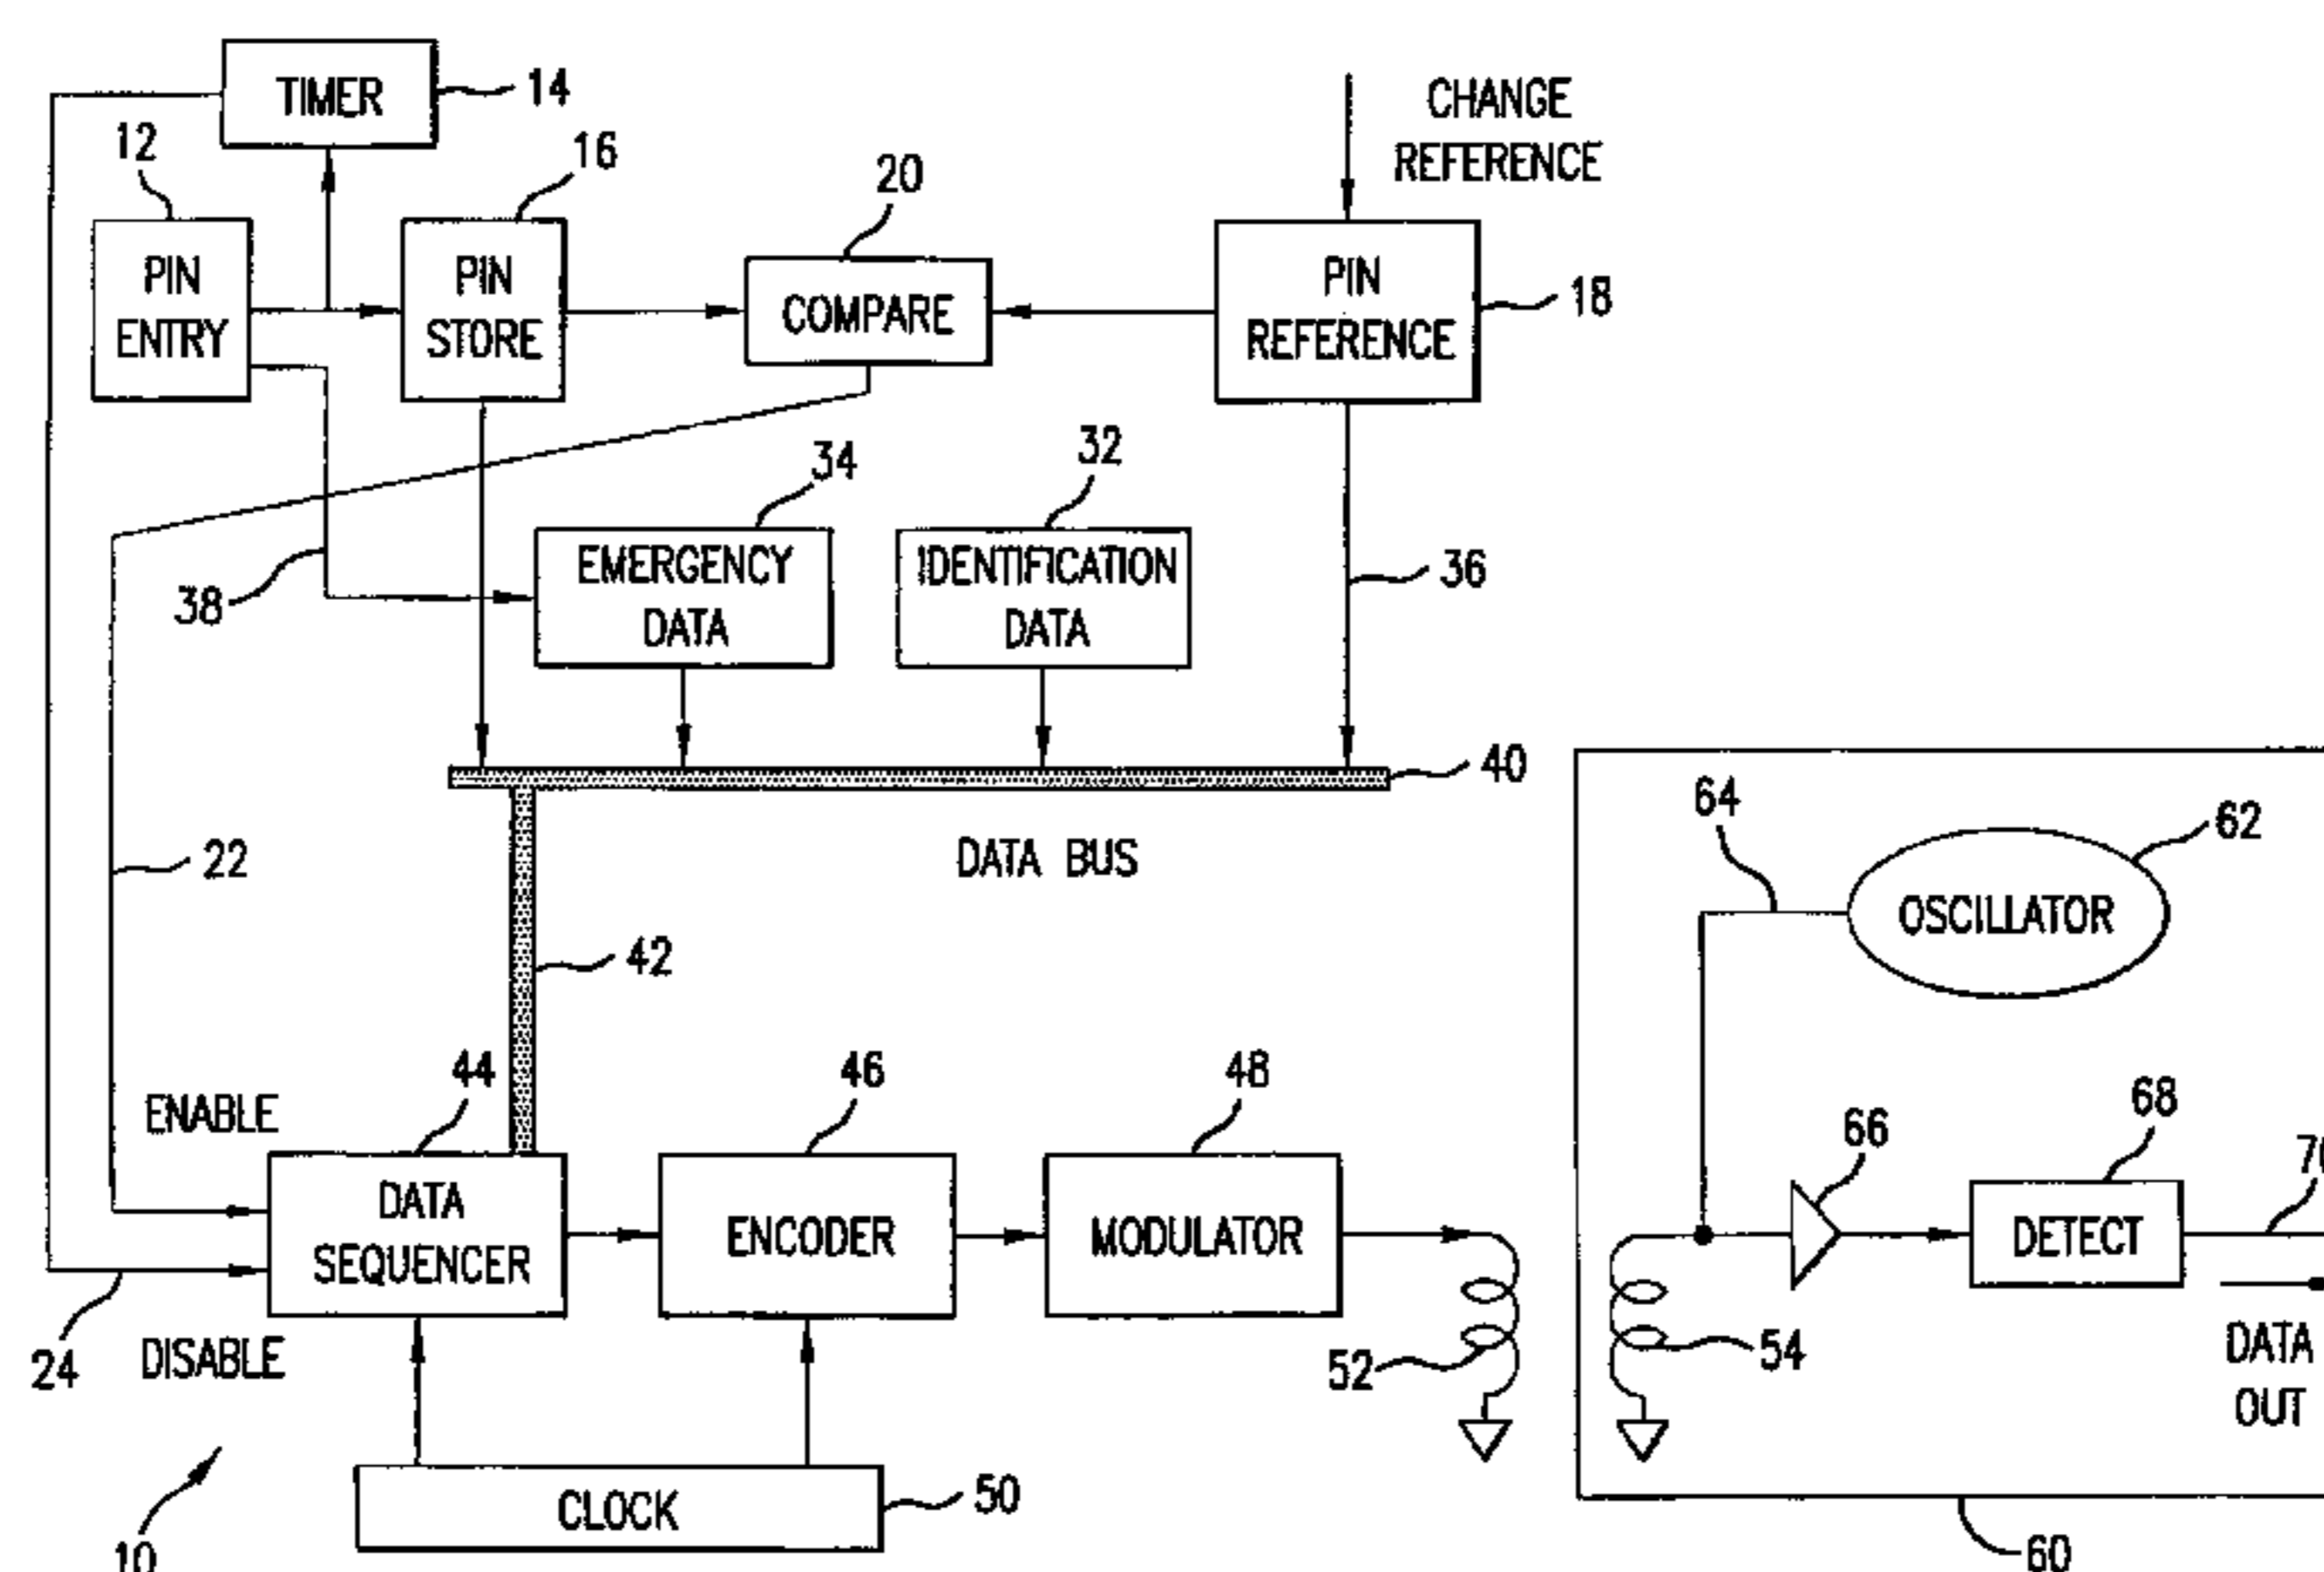 TIMER
14
12
16
20
CHANGE
REFERENCE
PIN
ENTRY
PIN
STORE
COMPARE
PIN
REFERENCE
18
34
32
EMERGENCY
DATA
IDENTIFICATION
DATA
36
38
40
DATA BUS
22
64
62
OSCILLATOR
42
44
46
48
ENABLE
66
68
DATA
SEQUENCER
ENCODER
MODULATOR
DETECT
24
DISABLE
52
54
DATA
OUT
CLOCK
50
10
60